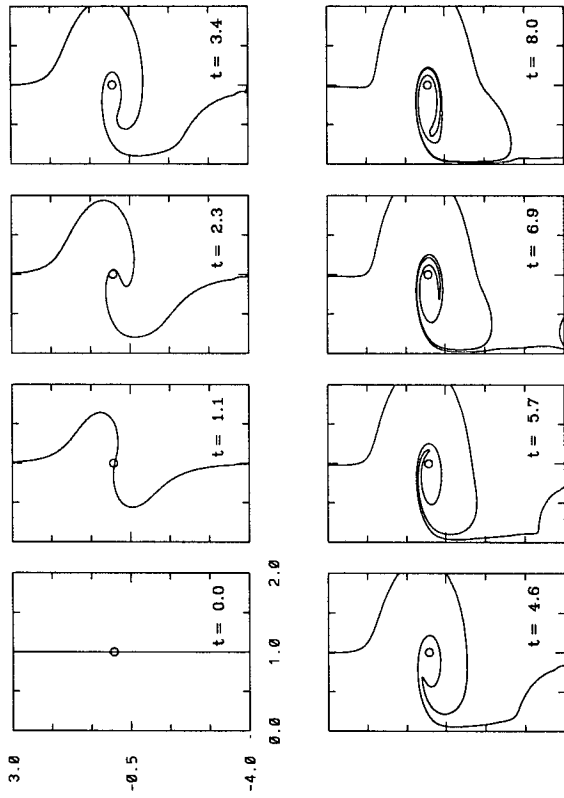 3.0
-0.5
-4.0
t = 0.0
t = 1.1
t = 2.3
t = 3.4
0.0 1.0 2.0
t = 4.6
t = 5.7
t = 6.9
t = 8.0